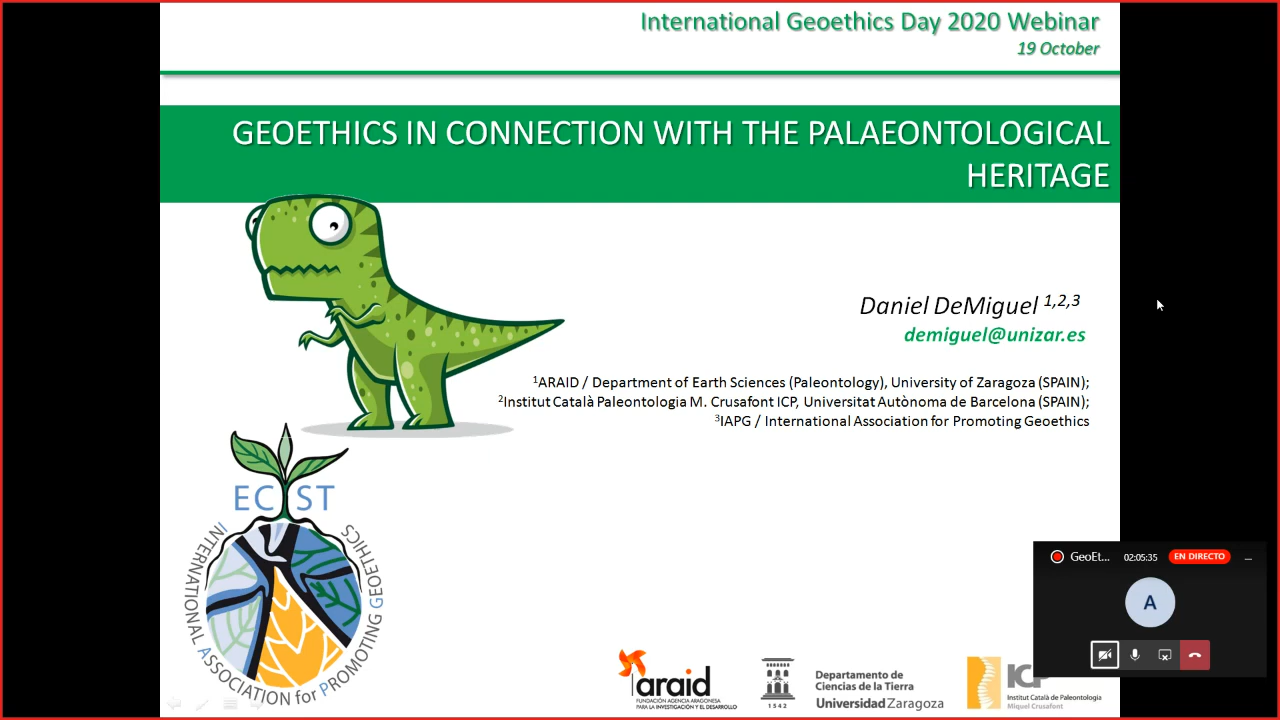 International Geoethics Day 2020 Webinar
19 October
GEOETHICS IN CONNECTION WITH THE PALAEONTOLOGICAL
HERITAGE
Daniel DeMiguel 1,2,3
demiguel@unizar.es
1ARAID / Department of Earth Sciences (Paleontology), University of Zaragoza (SPAIN);
2Institut Català Paleontologia M. Crusafont ICP, Universitat Autònoma de Barcelona (SPAIN);
3IAPG / International Association for Promoting Geoethics
EC ST
INTERNATIONAL ASSOCIATION for PROMOTING GEOETHICS
GeoEt...
02:05:35
EN DIRECTO
A
araid
FUNDACIÓN AGENCIA ARAGONESA
PARA LA INVESTIGACIÓN Y EL DESARROLLO
1542
Departamento de
Ciencias de la Tierra
Universidad Zaragoza
ICP
Institut Català de Paleontologia
Miquel Crusafont